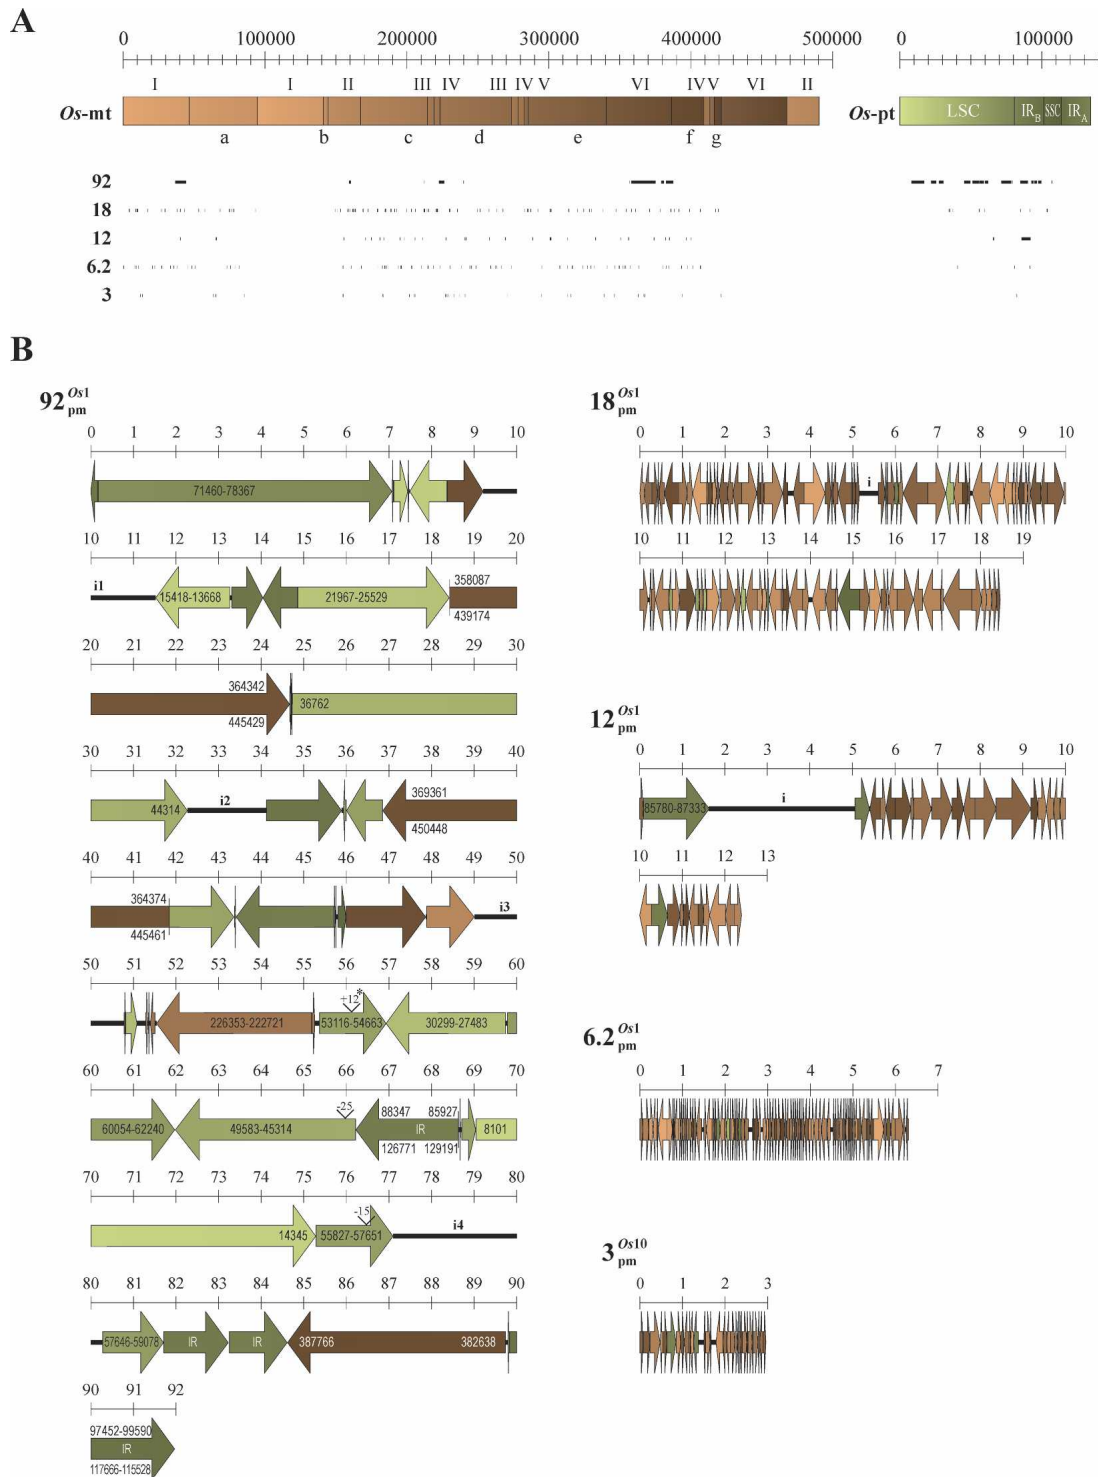 A
0 100000 200000 300000 400000 500000 0 100000
I I II III IV III IV V VI IV V VI II
Os-mt
Os-pt LSC IRB SSC IRA
a b c d e f g
92
18
12
6.2
3
B
92 Os1 pm
0 1 2 3 4 5 6 7 8 9 10
71460-78367
10 11 12 13 14 15 16 17 18 19 20
i1 15418-13668 21967-25529 358087
439174
20 21 22 23 24 25 26 27 28 29 30
364342 36762
445429
30 31 32 33 34 35 36 37 38 39 40
44314 i2 369361
450448
40 41 42 43 44 45 46 47 48 49 50
364374 i3
445461
50 51 52 53 54 55 56 57 58 59 60
+12 *
226353-222721 53116-54663 30299-27483
60 61 62 63 64 65 66 67 68 69 70
-25 88347 85927
60054-62240 49583-45314 IR 8101
126771 129191
70 71 72 73 74 75 76 77 78 79 80
-15 i4
14345 55827-57651
80 81 82 83 84 85 86 87 88 89 90
57646-59078 IR IR 387766 382638
90 91 92
97452-99590
IR
117666-115528
18 Os1 pm
0 1 2 3 4 5 6 7 8 9 10
i
10 11 12 13 14 15 16 17 18 19
12 Os1 pm
0 1 2 3 4 5 6 7 8 9 10
85780-87333 i
10 11 12 13
6.2 Os1 pm
0 1 2 3 4 5 6 7
3 Os10 pm
0 1 2 3